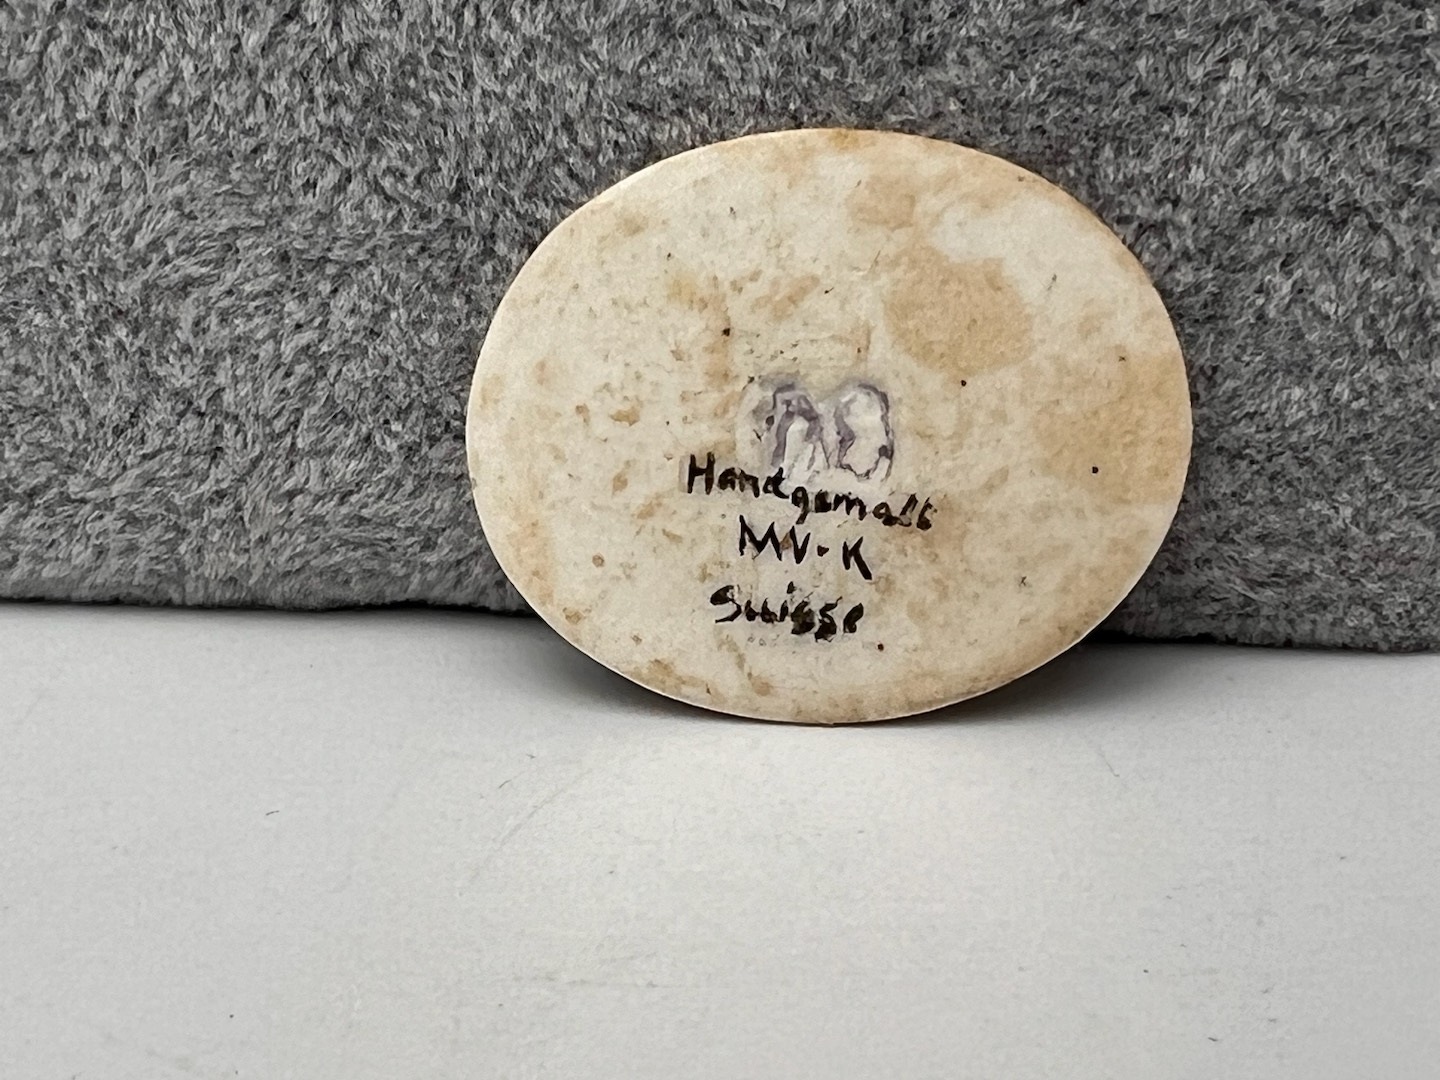 Handgemalt
MV. K
Suisse